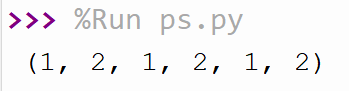 >>> %Run ps.py
(1, 2, 1, 2, 1, 2)